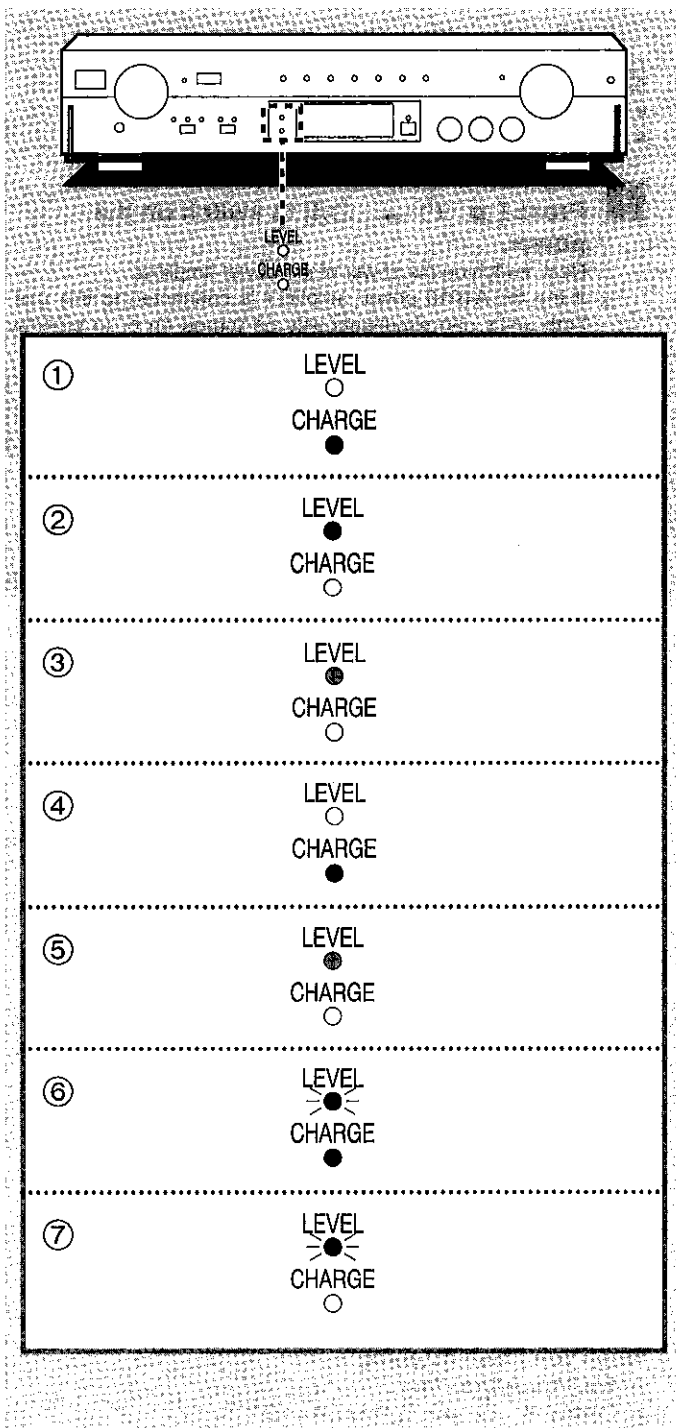 LEVEL
CHARGE
① LEVEL
CHARGE
② LEVEL
CHARGE
③ LEVEL
CHARGE
④ LEVEL
CHARGE
⑤ LEVEL
CHARGE
⑥ LEVEL
CHARGE
⑦ LEVEL
CHARGE